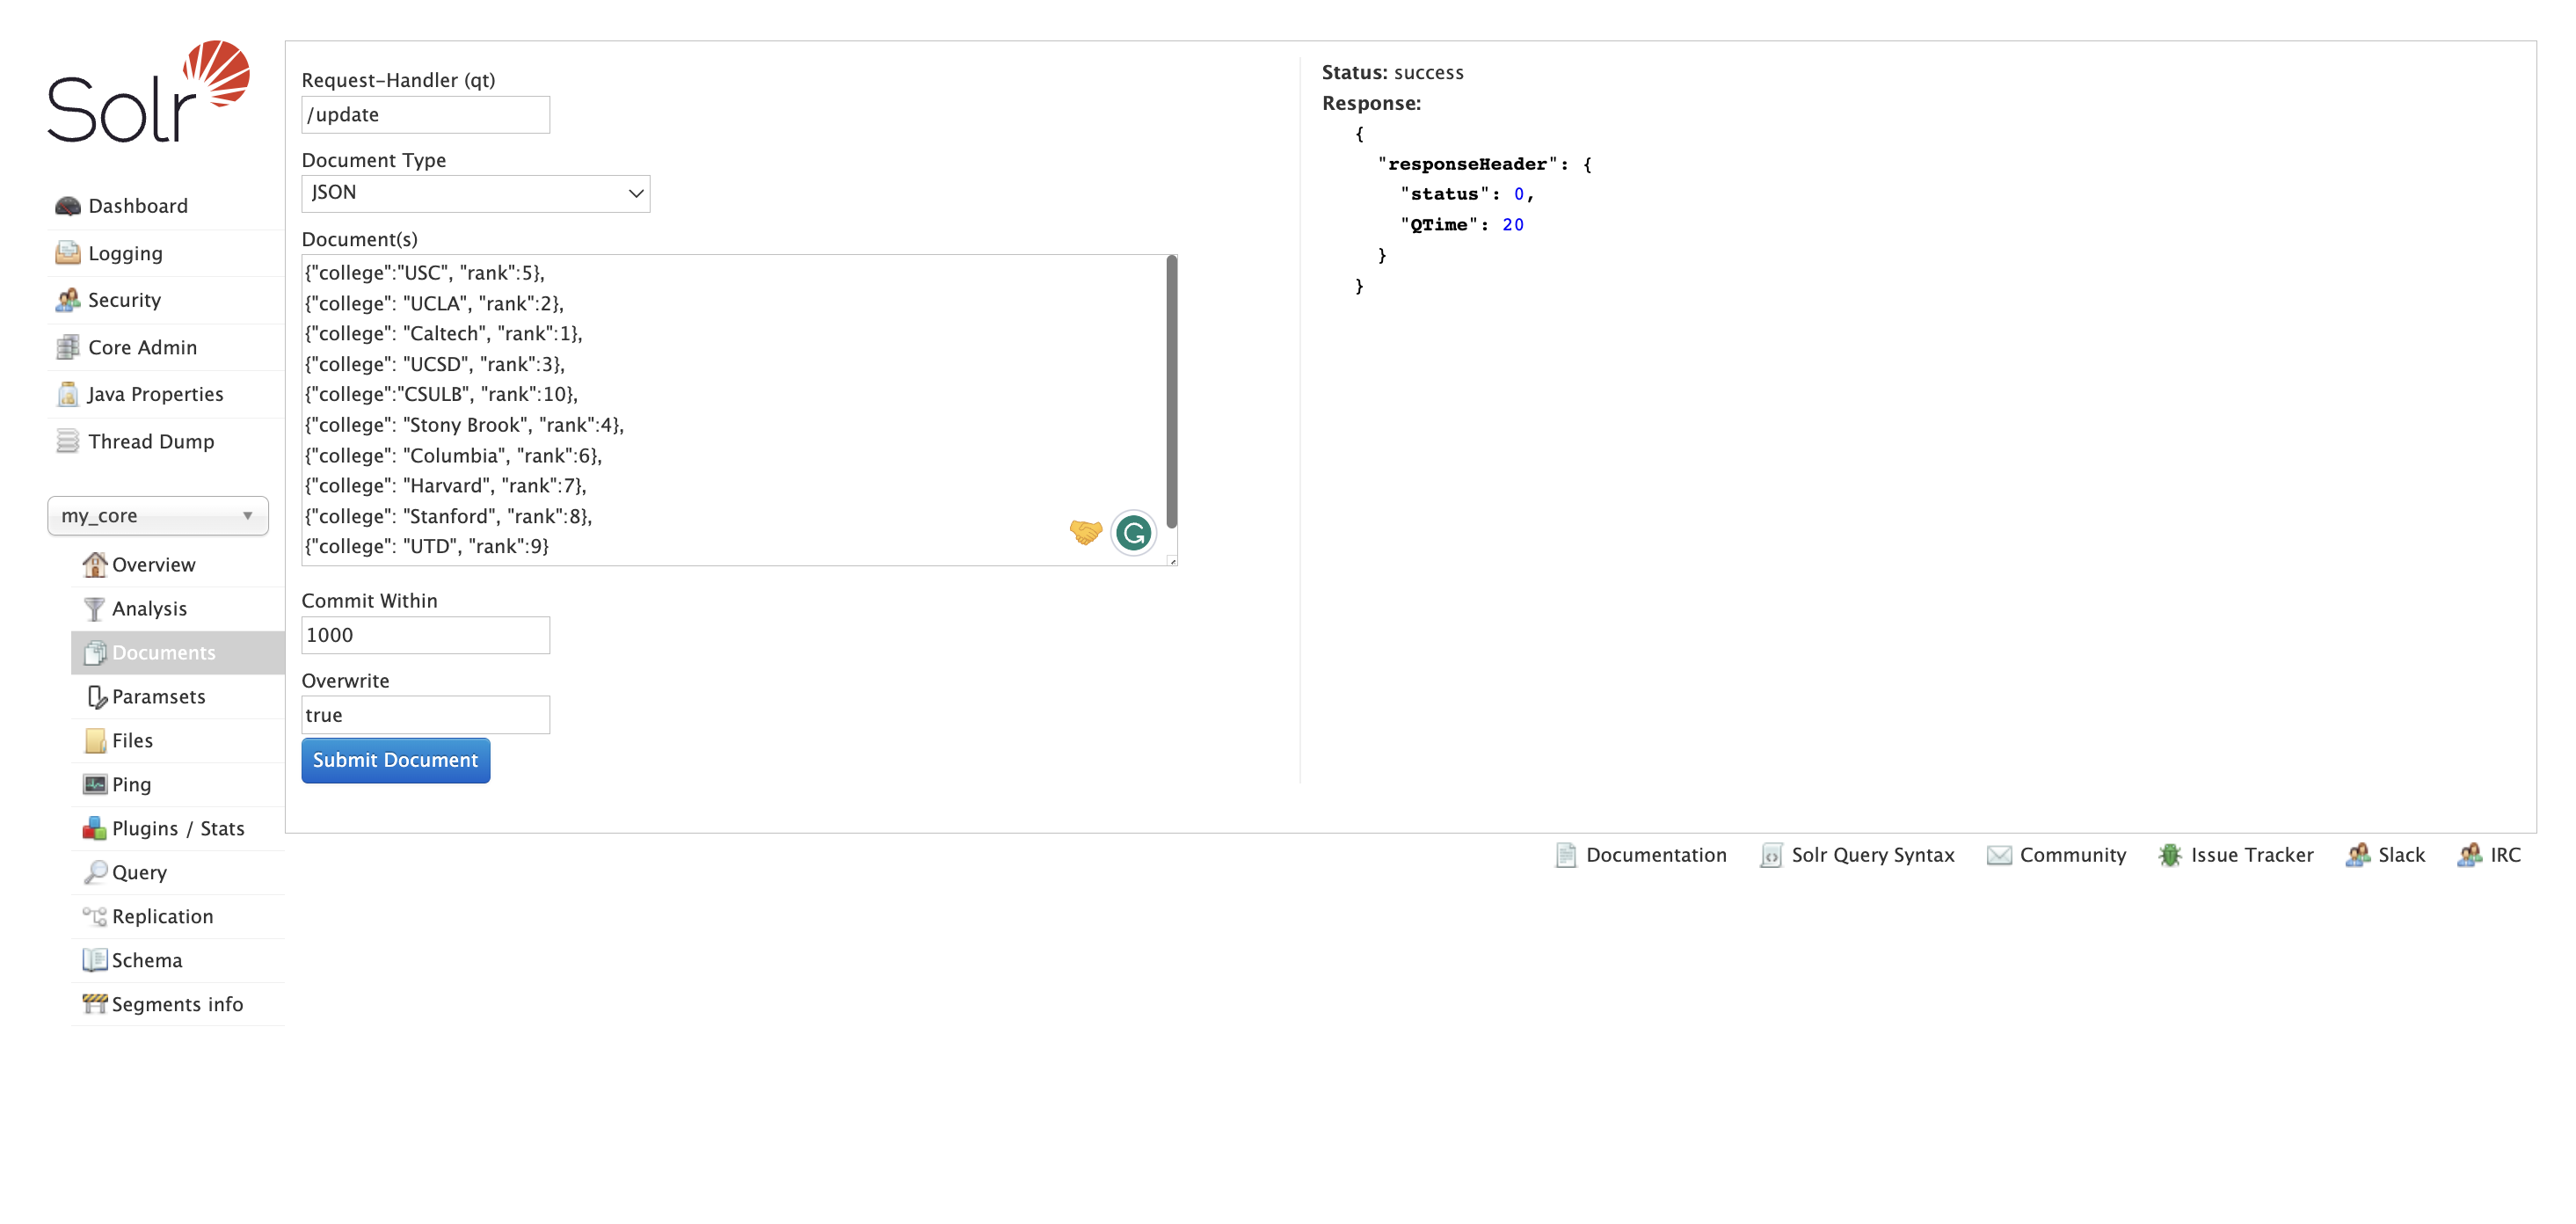 Solr
Dashboard
Logging
Security
Core Admin
Java Properties
Thread Dump
my_core
Overview
Analysis
Documents
Paramsets
Files
Ping
Plugins / Stats
Query
Replication
Schema
Segments info
Request-Handler (qt)
/update
Document Type
JSON
Document(s)
{"college":"USC", "rank":5},
{"college": "UCLA", "rank":2},
{"college": "Caltech", "rank":1},
{"college": "UCSD", "rank":3},
{"college":"CSULB", "rank":10},
{"college": "Stony Brook", "rank":4},
{"college": "Columbia", "rank":6},
{"college": "Harvard", "rank":7},
{"college": "Stanford", "rank":8},
{"college": "UTD", "rank":9}
Commit Within
1000
Overwrite
true
Submit Document
Status: success
Response:
{
"responseHeader": {
"status": 0,
"QTime": 20
}
}
Documentation
Solr Query Syntax
Community
Issue Tracker
Slack
IRC